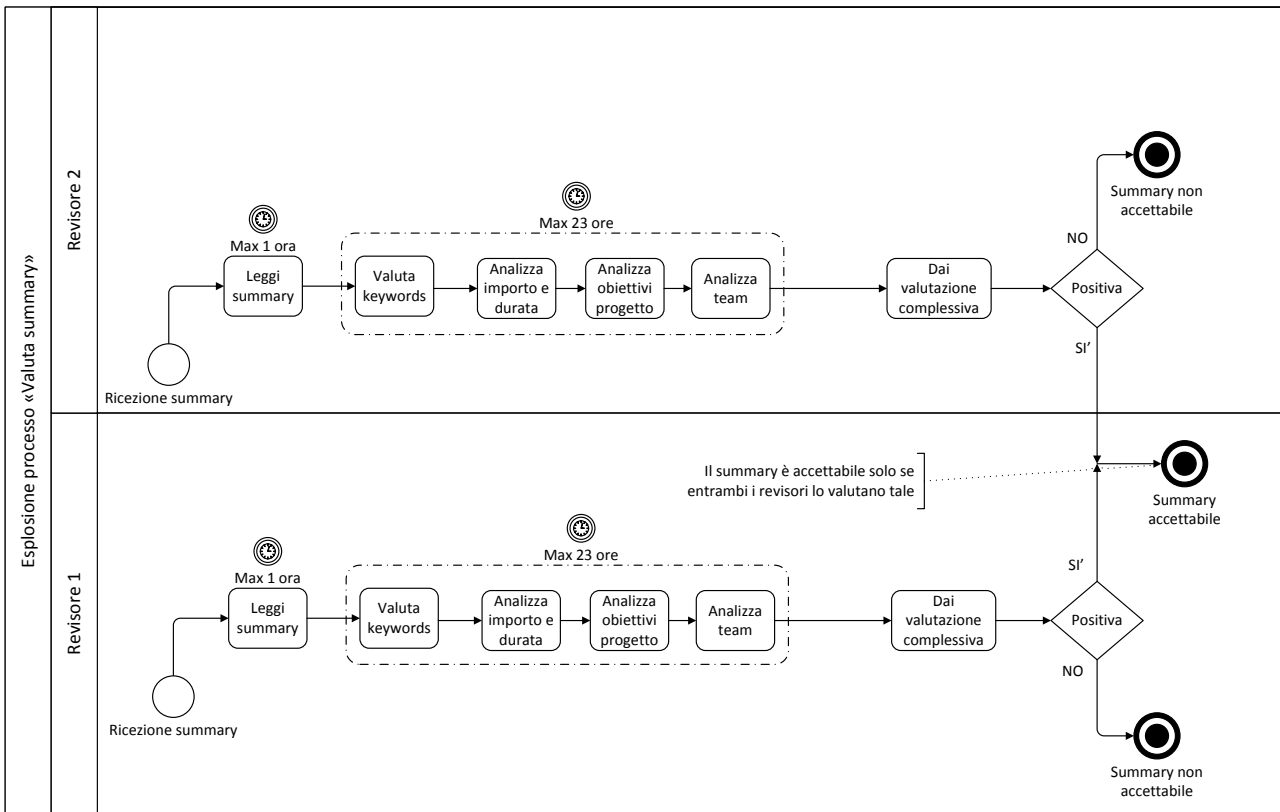 Esplosione processo «Valuta summary»
Revisore 2
Ricezione summary
Max 1 ora
Leggi
summary
Max 23 ore
Valuta
keywords
Analizza
importo e
durata
Analizza
obiettivi
progetto
Analizza
team
Dai
valutazione
complessiva
Positiva
NO
Summary non
accettabile
SI’
Revisore 1
Il summary è accettabile solo se
entrambi i revisori lo valutano tale
Summary
accettabile
Ricezione summary
Max 1 ora
Leggi
summary
Max 23 ore
Valuta
keywords
Analizza
importo e
durata
Analizza
obiettivi
progetto
Analizza
team
Dai
valutazione
complessiva
SI’
Positiva
NO
Summary non
accettabile